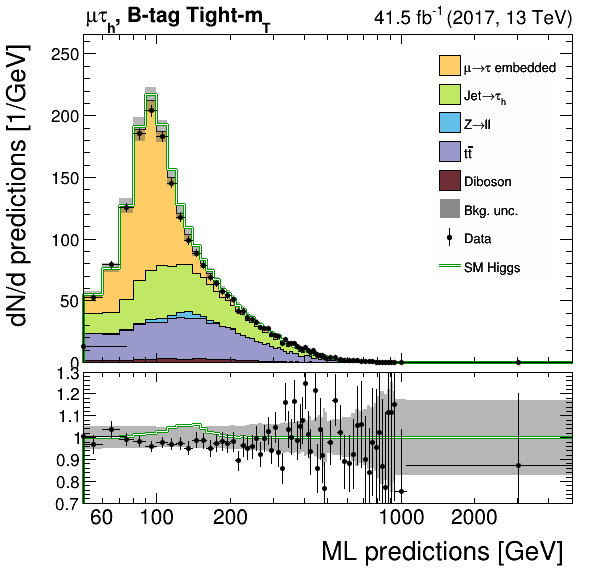 μτh, B-tag Tight-mT
41.5 fb-1 (2017, 13 TeV)
dN/d predictions [1/GeV]
250
200
150
100
50
0
μ→τ embedded
Jet→τh
Z→ll
tt̄
Diboson
Bkg. unc.
Data
SM Higgs
1.3
1.2
1.1
1
0.9
0.8
0.7
60 100 200 1000 2000
ML predictions [GeV]